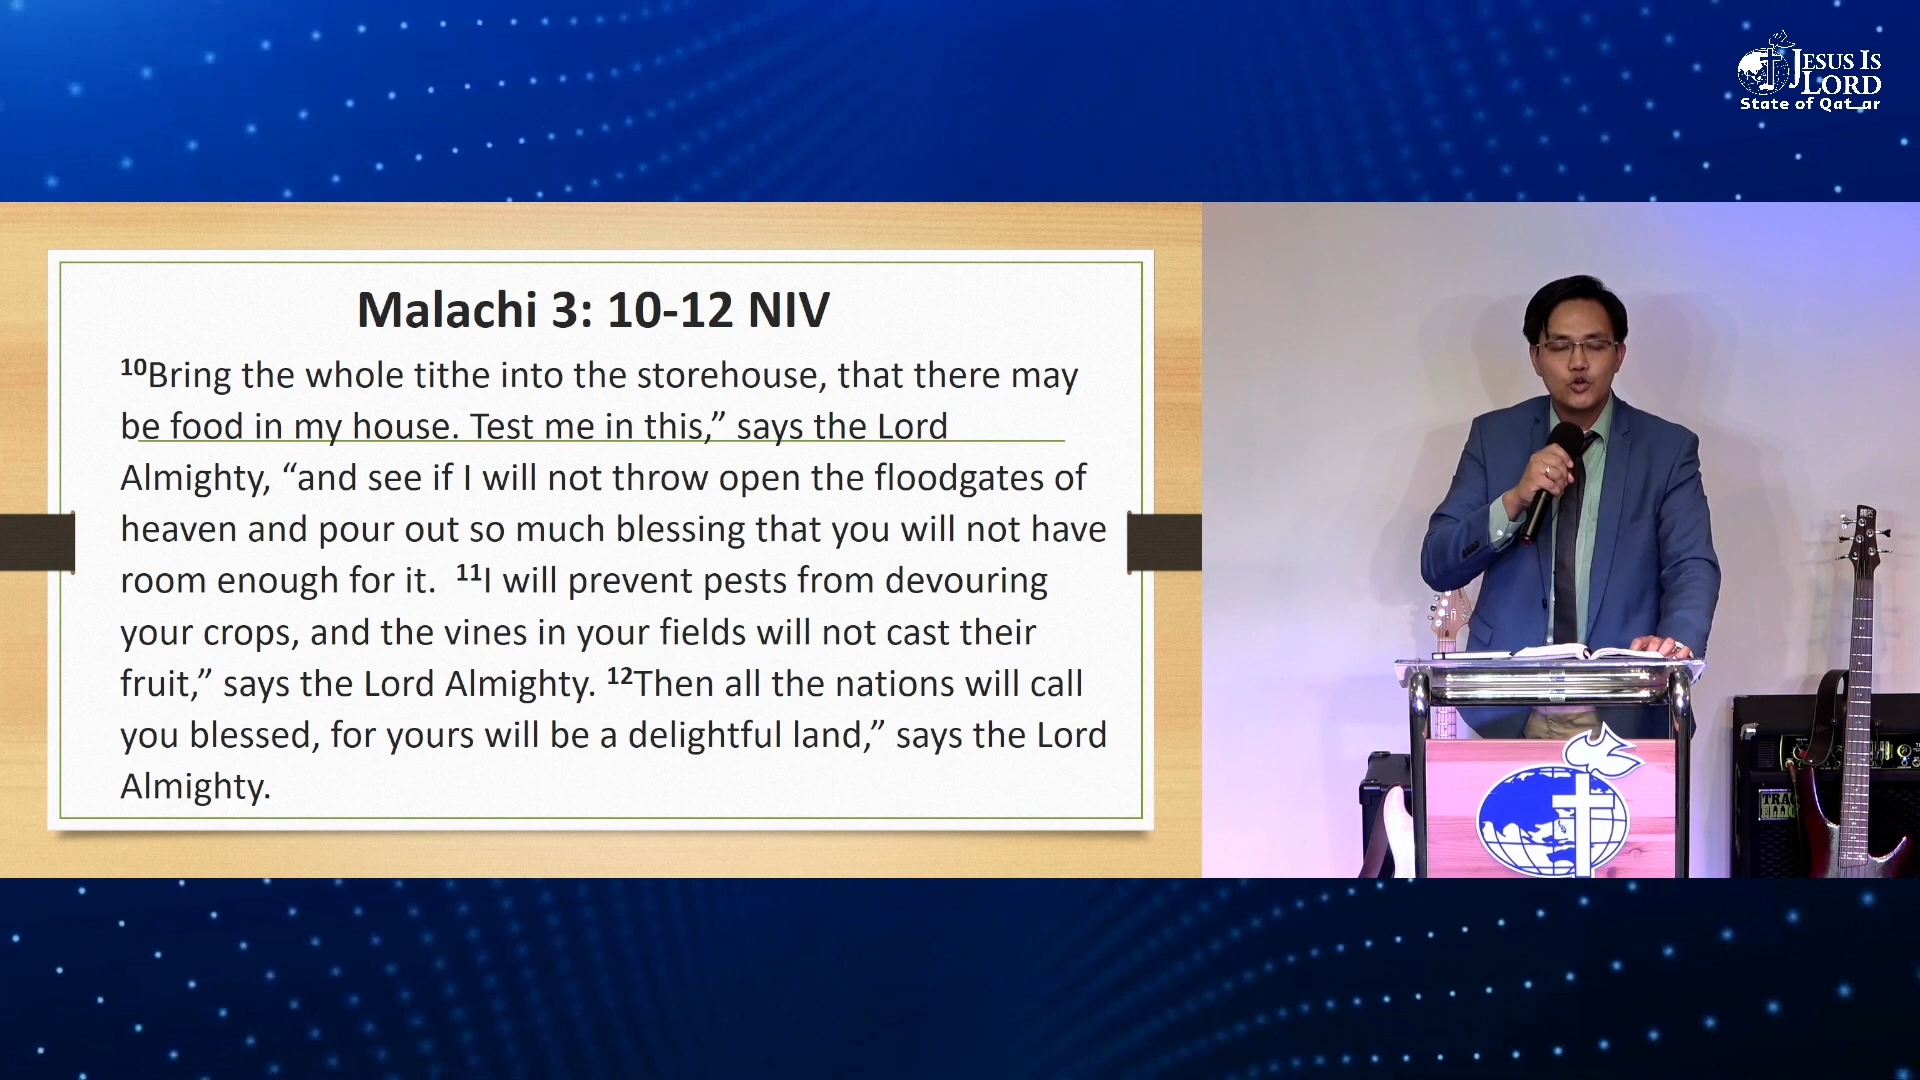 JESUS IS
LORD
State of Qat_ar
Malachi 3: 10-12 NIV
10Bring the whole tithe into the storehouse, that there may
be food in my house. Test me in this,” says the Lord
Almighty, “and see if I will not throw open the floodgates of
heaven and pour out so much blessing that you will not have
room enough for it. 11I will prevent pests from devouring
your crops, and the vines in your fields will not cast their
fruit,” says the Lord Almighty. 12Then all the nations will call
you blessed, for yours will be a delightful land,” says the Lord
Almighty.